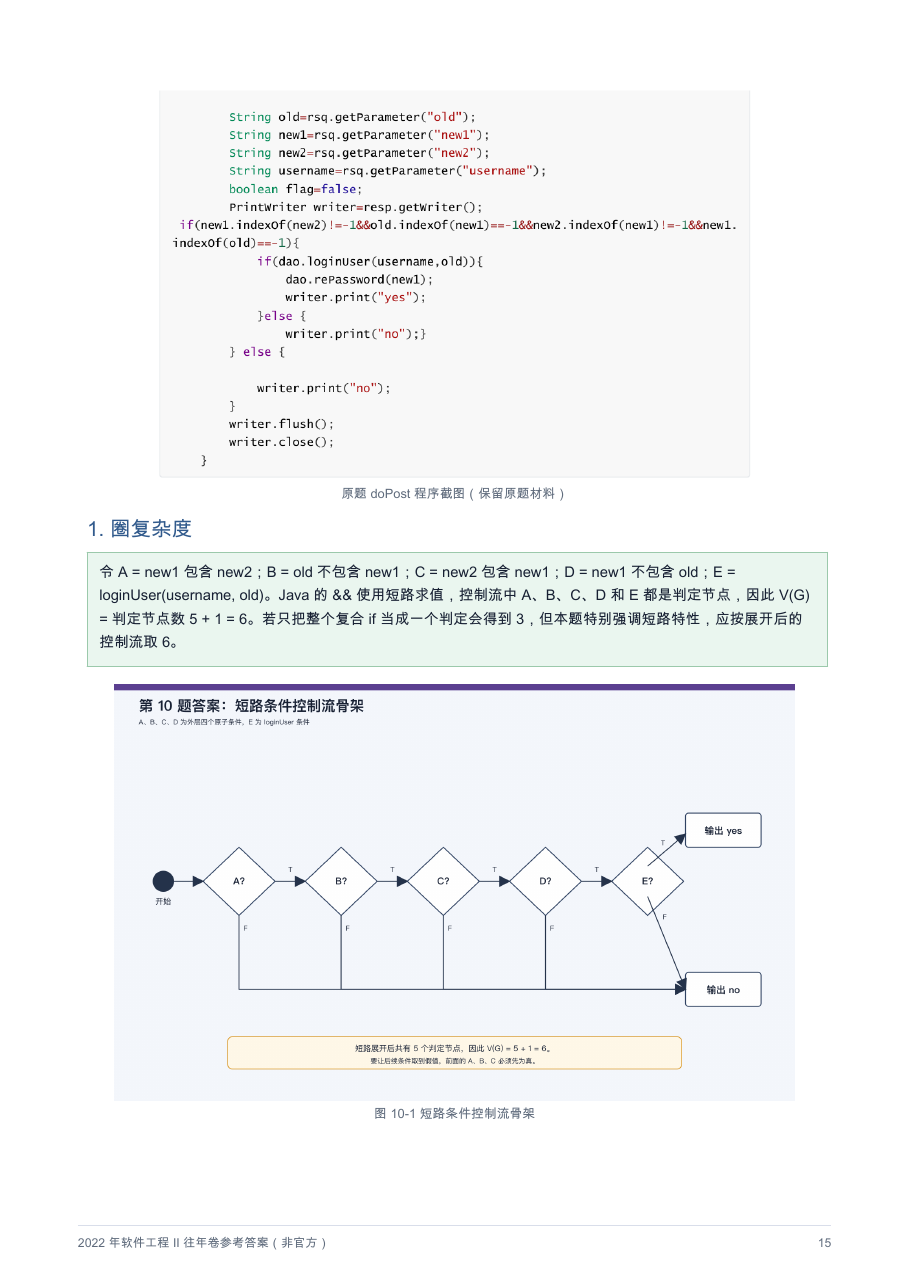 String old=rsq.getParameter("old");
String new1=rsq.getParameter("new1");
String new2=rsq.getParameter("new2");
String username=rsq.getParameter("username");
boolean flag=false;
PrintWriter writer=resp.getWriter();
if(new1.indexOf(new2)!=-1&&old.indexOf(new1)==-1&&new2.indexOf(new1)!=-1&&new1.
indexOf(old)==-1){
if(dao.loginUser(username,old)){
dao.rePassword(new1);
writer.print("yes");
}else {
writer.print("no");}
} else {
writer.print("no");
}
writer.flush();
writer.close();
}
原题 doPost 程序截图（保留原题材料）
1. 圈复杂度
令 A = new1 包含 new2；B = old 不包含 new1；C = new2 包含 new1；D = new1 不包含 old；E =
loginUser(username, old)。Java 的 && 使用短路求值，控制流中 A、B、C、D 和 E 都是判定节点，因此 V(G)
= 判定节点数 5 + 1 = 6。若只把整个复合 if 当成一个判定会得到 3，但本题特别强调短路特性，应按展开后的
控制流取 6。
第 10 题答案：短路条件控制流骨架
A、B、C、D 为外层四个原子条件，E 为 loginUser 条件
输出 yes
T
A?
T
B?
T
C?
T
D?
T
E?
开始
F
F
F
F
F
输出 no
短路展开后共有 5 个判定节点，因此 V(G) = 5 + 1 = 6。
要让后续条件取到假值，前面的 A、B、C 必须先为真。
图 10-1 短路条件控制流骨架
2022 年软件工程 II 往年卷参考答案（非官方）
15